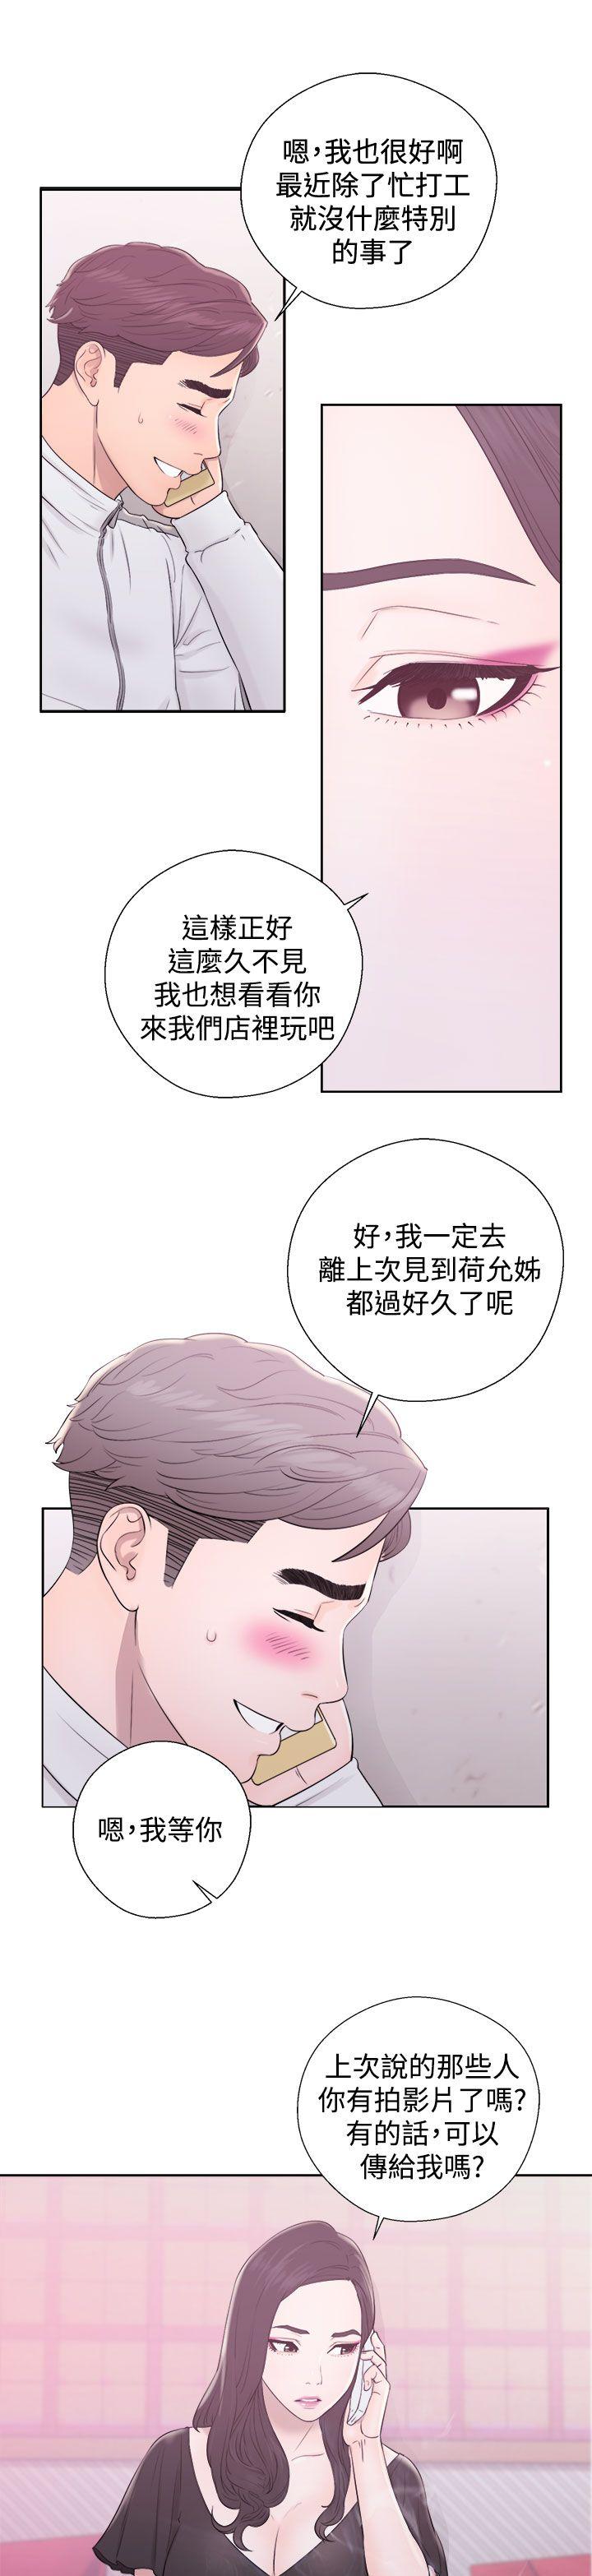 嗯，我也很好啊
最近除了忙打工
就沒什麼特別
的事了
這樣正好
這麼久不見
我也想看看你
來我們店裡玩吧
好，我一定去
離上次見到荷允姊
都過好久了呢
嗯，我等你
上次說的那些人
你有拍影片了嗎?
有的話，可以
傳給我嗎?